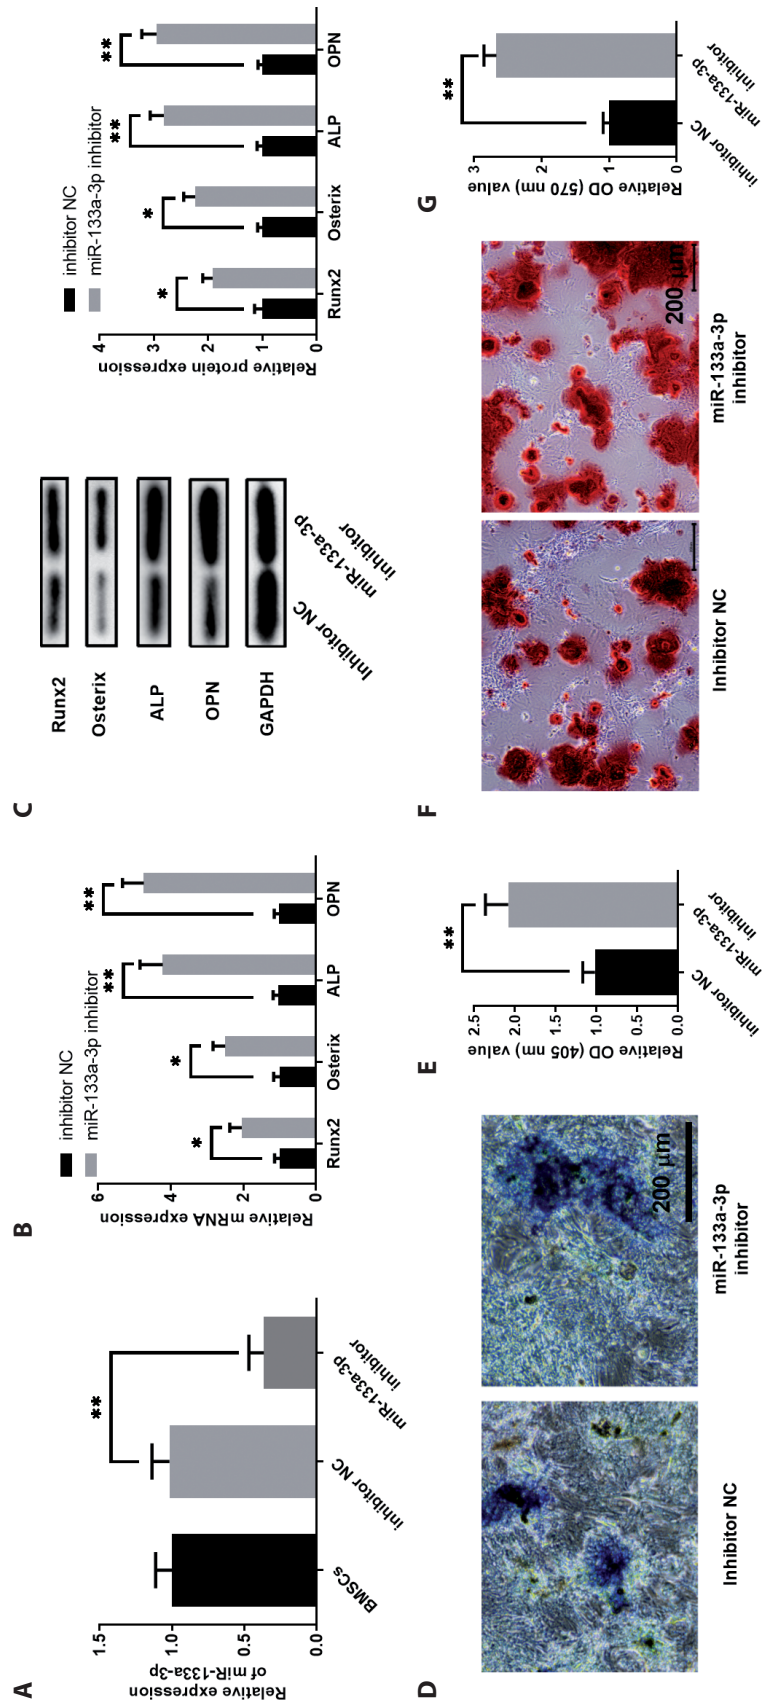 A
Relative expression
of miR-133a-3p
1.5
1.0
0.5
0.0
**
BMSCs
inhibitor NC
miR-133a-3p
inhibitor
B
inhibitor NC
miR-133a-3p inhibitor
Relative mRNA expression
6
4
2
0
*
*
**
**
Runx2
Osterix
ALP
OPN
C
Runx2
Osterix
ALP
OPN
GAPDH
Inhibitor NC
miR-133a-3p
inhibitor
inhibitor NC
miR-133a-3p inhibitor
Relative protein expression
4
3
2
1
0
*
*
**
**
Runx2
Osterix
ALP
OPN
D
200 μm
Inhibitor NC
miR-133a-3p
inhibitor
E
Relative OD (405 nm) value
2.5
2.0
1.5
1.0
0.5
0.0
**
inhibitor NC
miR-133a-3p
inhibitor
F
200 μm
Inhibitor NC
miR-133a-3p
inhibitor
G
Relative OD (570 nm) value
3
2
1
0
**
inhibitor NC
miR-133a-3p
inhibitor